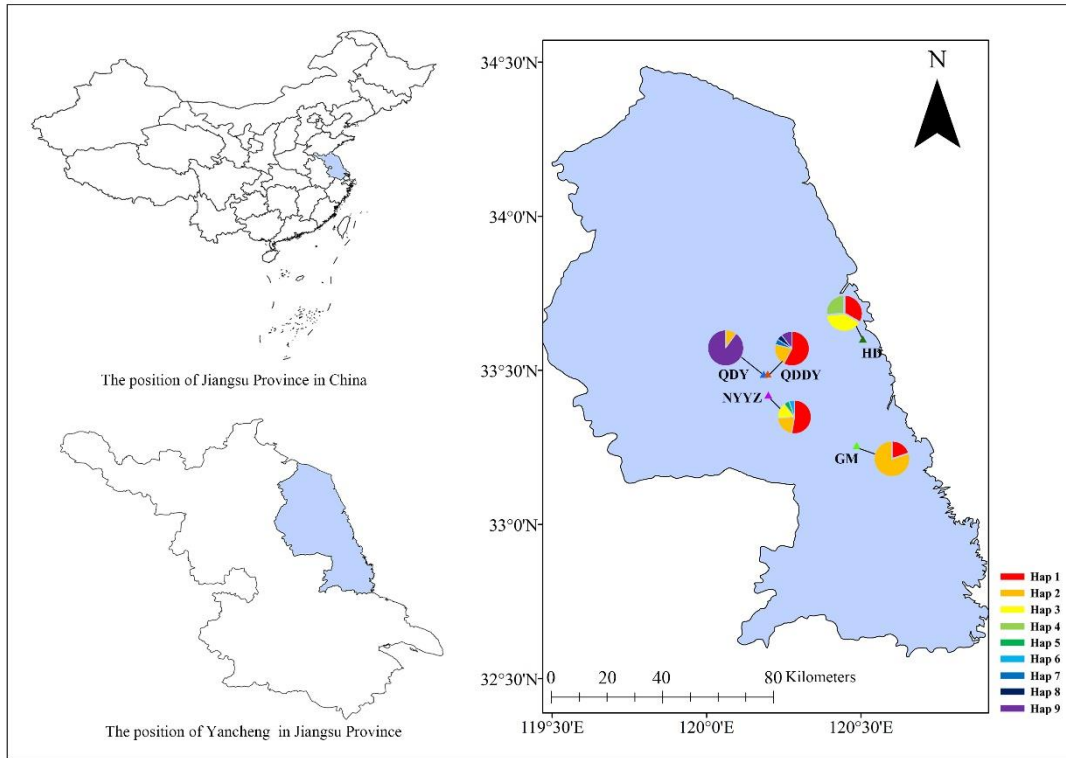 The position of Jiangsu Province in China
The position of Yancheng in Jiangsu Province
34°30'N
34°0'N
33°30'N
33°0'N
32°30'N
119°30'E
120°0'E
120°30'E
N
HD
QDY
QDDY
NYYZ
GM
0 20 40 80 Kilometers
Hap 1
Hap 2
Hap 3
Hap 4
Hap 5
Hap 6
Hap 7
Hap 8
Hap 9